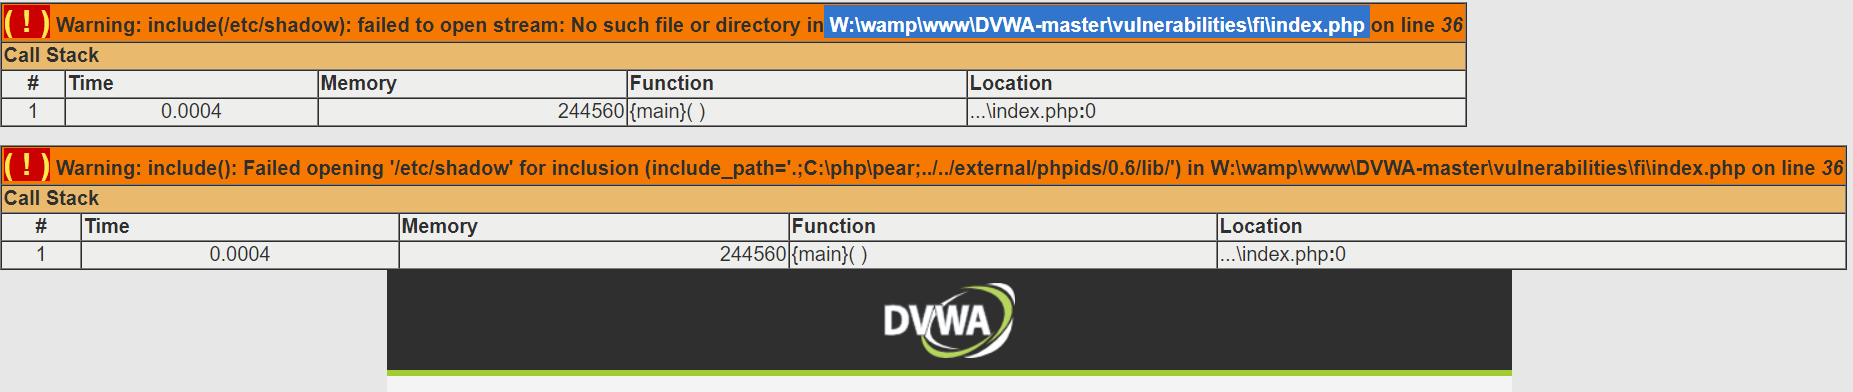 ( ! ) Warning: include(/etc/shadow): failed to open stream: No such file or directory in W:\wamp\www\DVWA-master\vulnerabilities\fi\index.php on line 36
Call Stack
# Time Memory Function Location
1 0.0004 244560 {main}( ) ...\index.php:0
( ! ) Warning: include(): Failed opening '/etc/shadow' for inclusion (include_path='.;C:\php\pear;../../external/phpids/0.6/lib/') in W:\wamp\www\DVWA-master\vulnerabilities\fi\index.php on line 36
Call Stack
# Time Memory Function Location
1 0.0004 244560 {main}( ) ...\index.php:0
DVWA